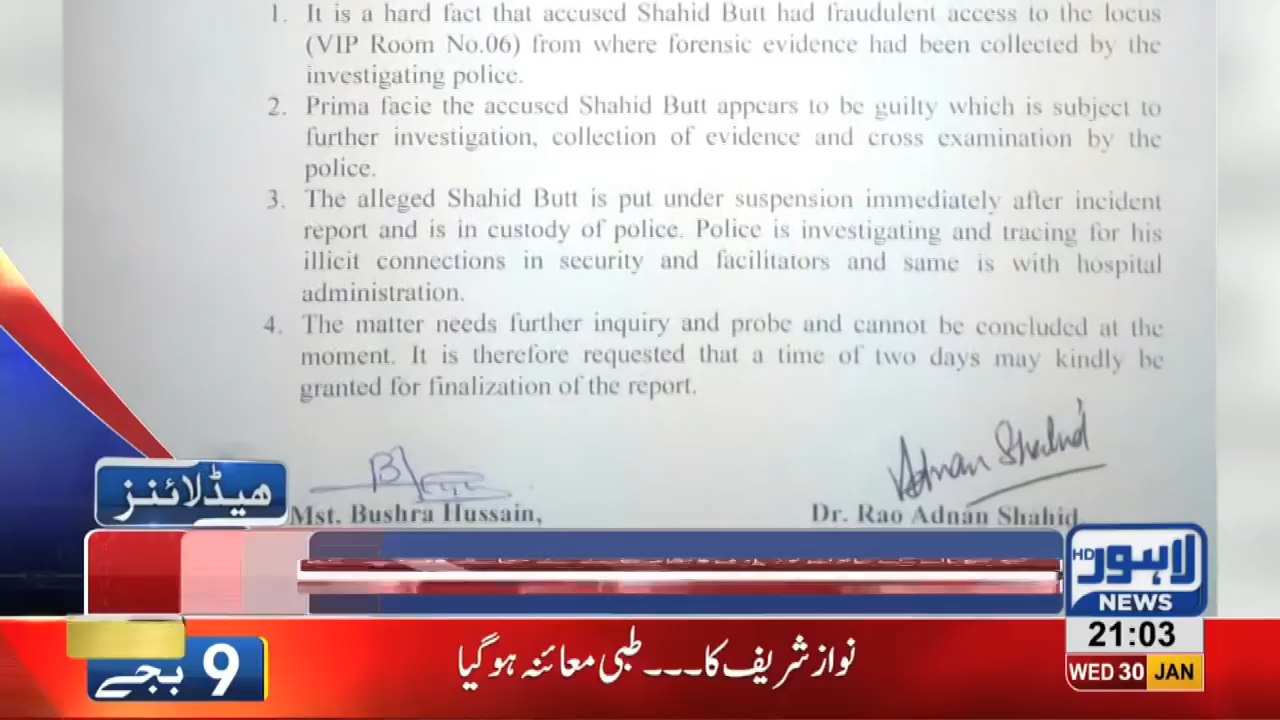 1. It is a hard fact that accused Shahid Butt had fraudulent access to the locus
(VIP Room No.06) from where forensic evidence had been collected by the
investigating police.
2. Prima facie the accused Shahid Butt appears to be guilty which is subject to
further investigation, collection of evidence and cross examination by the
police.
3. The alleged Shahid Butt is put under suspension immediately after incident
report and is in custody of police. Police is investigating and tracing for his
illicit connections in security and facilitators and same is with hospital
administration.
4. The matter needs further inquiry and probe and cannot be concluded at the
moment. It is therefore requested that a time of two days may kindly be
granted for finalization of the report.
Adnan Shahid
Mst. Bushra Hussain,
Dr. Rao Adnan Shahid,
ھیڈلائنز
لاہور HD
NEWS
21:03
WED 30 JAN
9 بجے
نواز شریف کا۔۔۔ طبی معائنہ ہو گیا